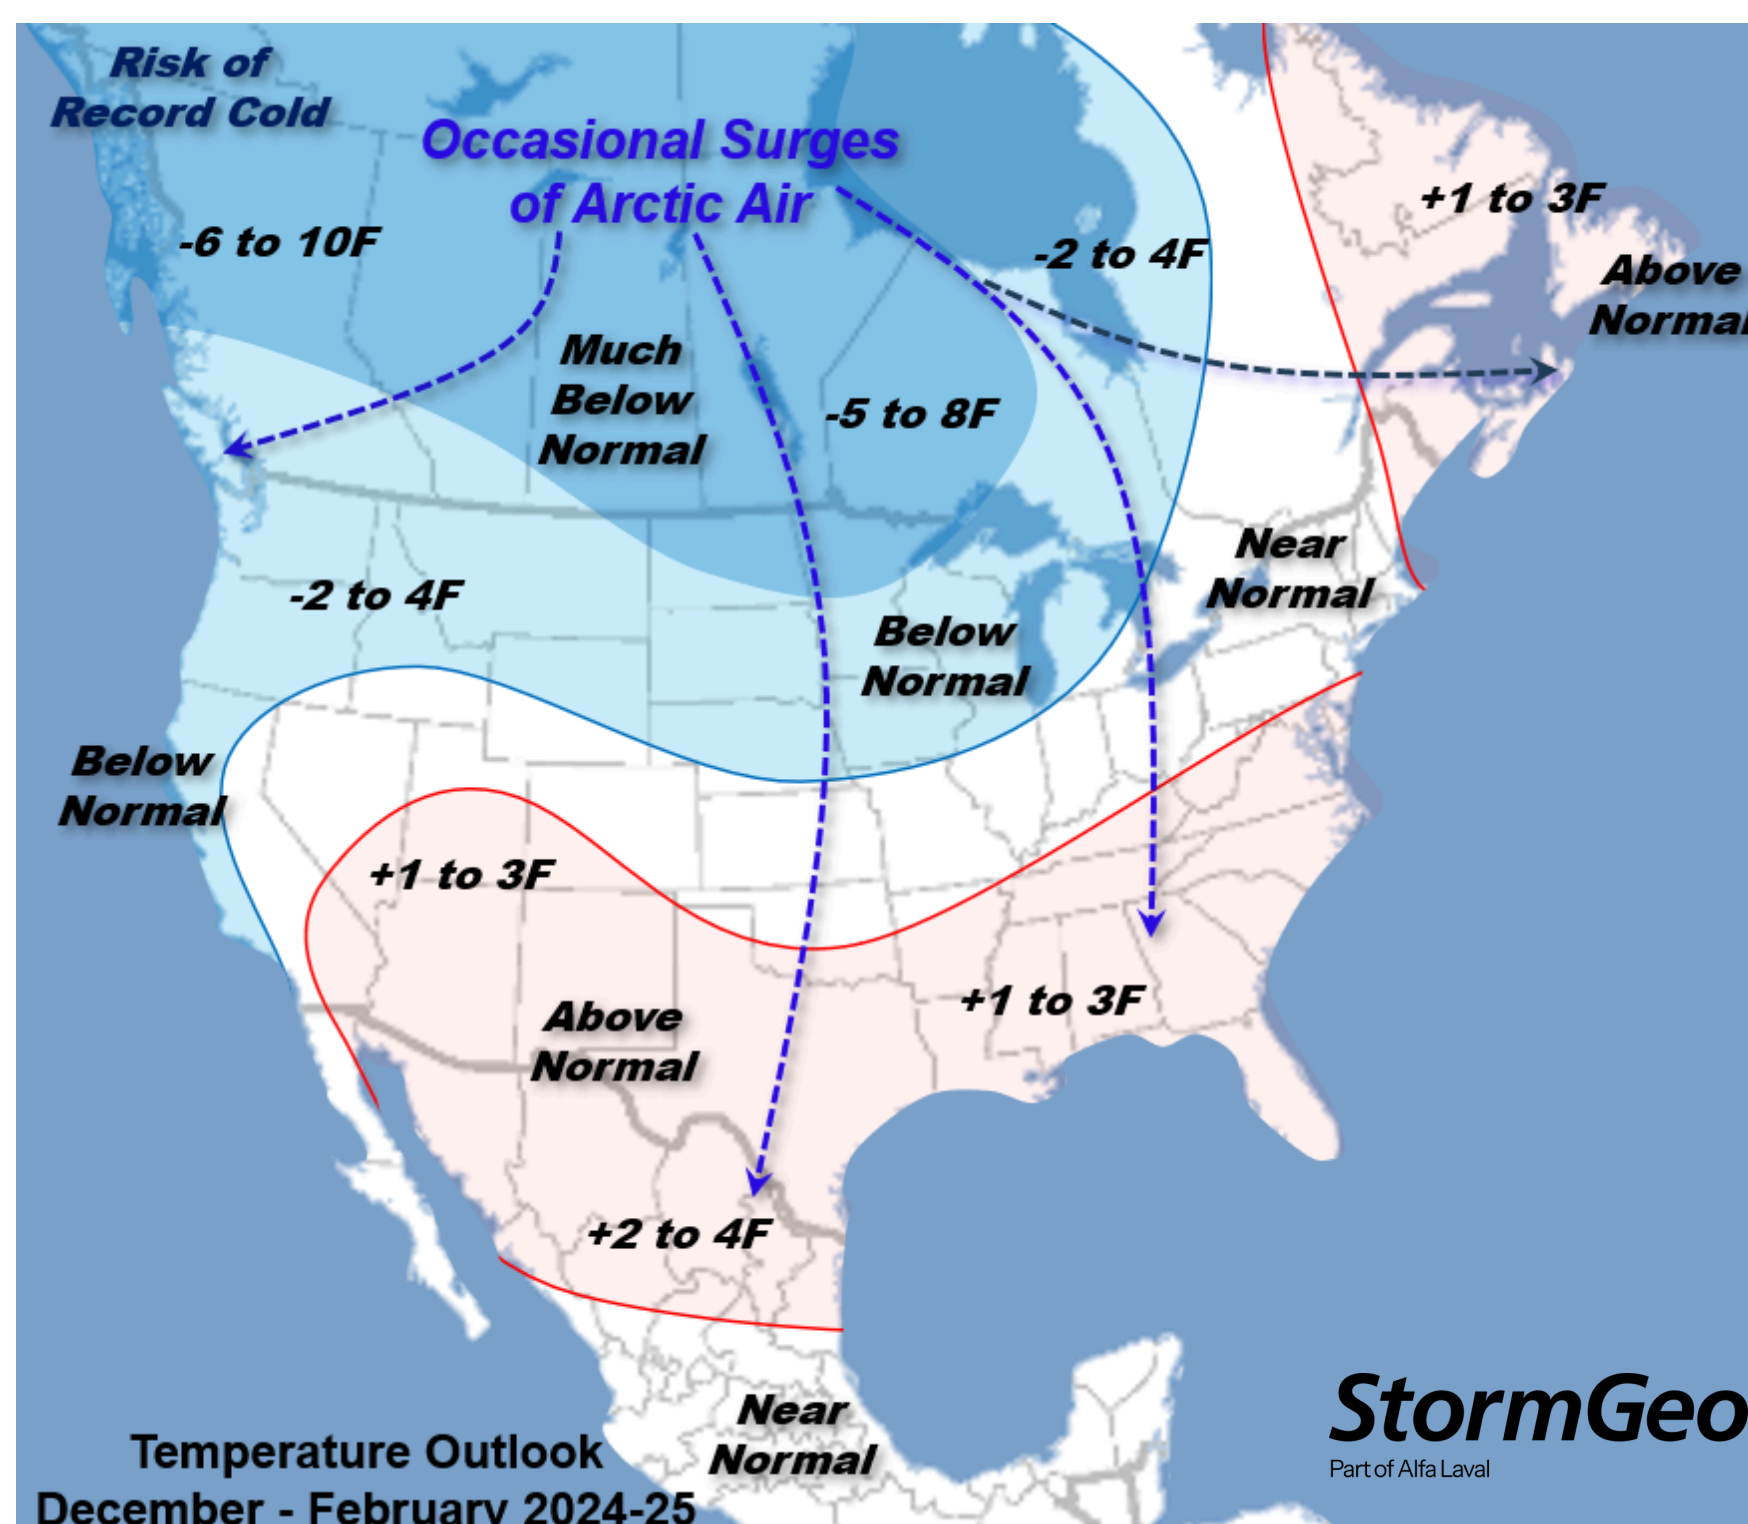 Risk of
Record Cold
Occasional Surges
of Arctic Air
-6 to 10F
-2 to 4F
+1 to 3F
Above
Normal
Much
Below
Normal
-5 to 8F
Near
Normal
-2 to 4F
Below
Normal
Below
Normal
+1 to 3F
Above
Normal
+1 to 3F
+2 to 4F
Near
Normal
Temperature Outlook
December - February 2024-25
StormGeo
Part of Alfa Laval